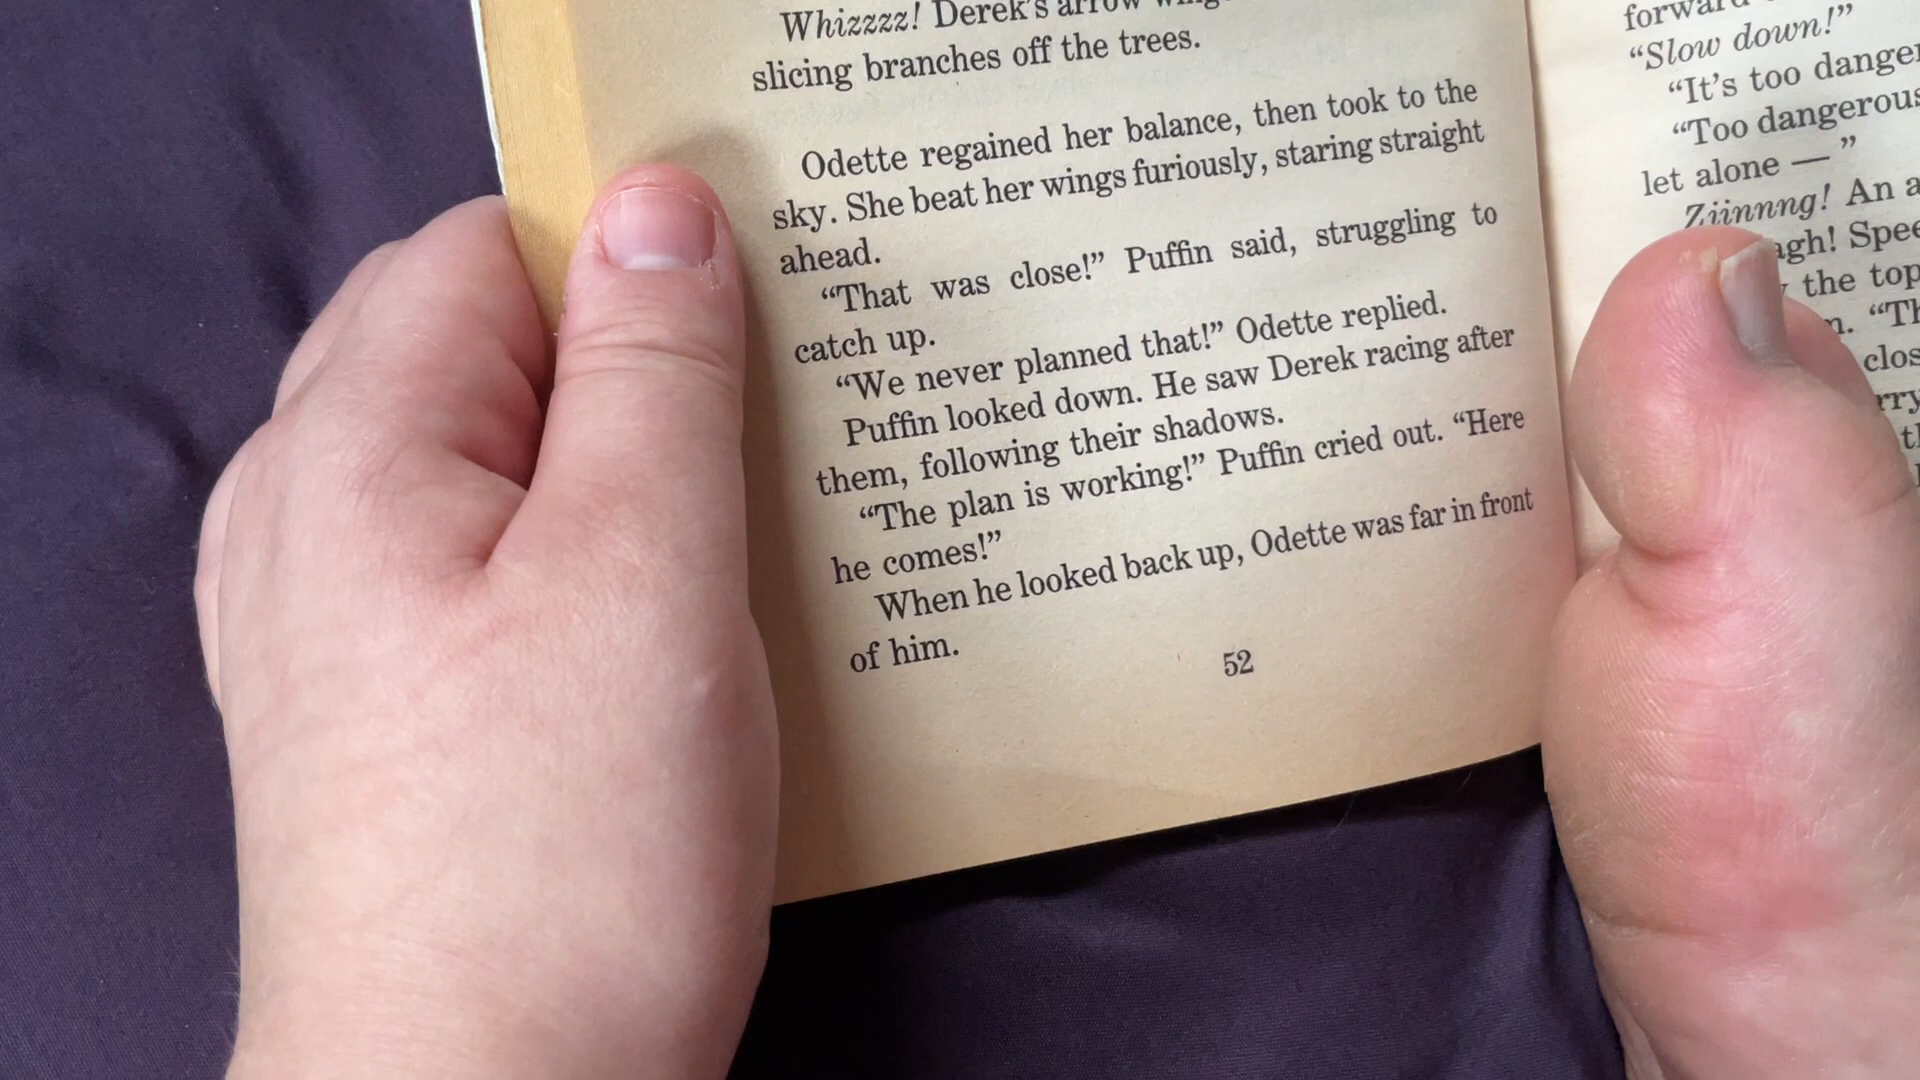 Whizzzz! Derek's arrow
slicing branches off the trees.
Odette regained her balance, then took to the
sky. She beat her wings furiously, staring straight
ahead.
“That was close!” Puffin said, struggling to
catch up.
“We never planned that!” Odette replied.
Puffin looked down. He saw Derek racing after
them, following their shadows.
“The plan is working!” Puffin cried out. “Here
he comes!”
When he looked back up, Odette was far in front
of him.
52
forward
“Slow down!”
“It's too
“Too dangerous
let alone — ”
Ziinnng! An
the top